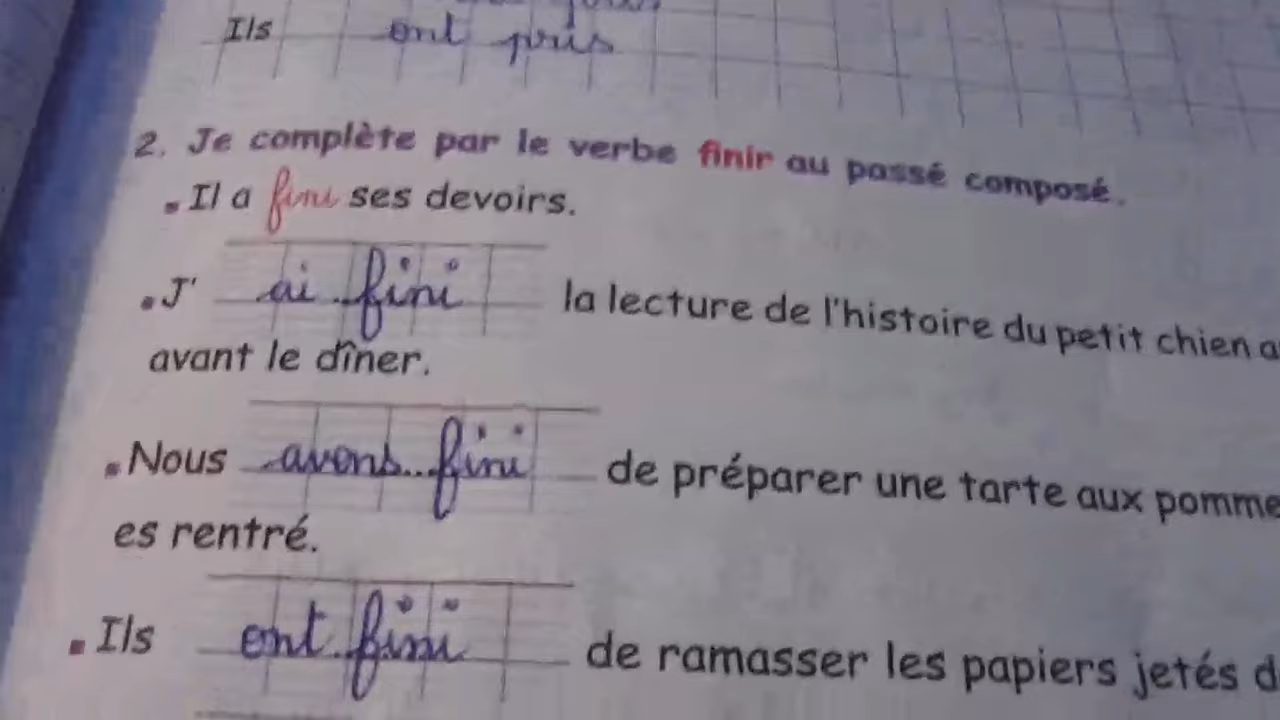 Ils ont pris
2. Je complète par le verbe finir au passé composé.
▪ Il a fini ses devoirs.
▪ J' ai fini la lecture de l'histoire du petit chien a
avant le dîner.
▪ Nous avons fini de préparer une tarte aux pomme
es rentré.
▪ Ils ont fini de ramasser les papiers jetés d